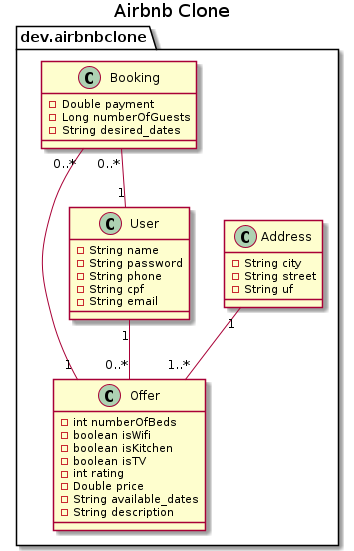 Airbnb Clone
dev.airbnbclone
C Booking
Double payment
Long numberOfGuests
String desired_dates
0..* 0..*
1
C User
String name
String password
String phone
String cpf
String email
C Address
String city
String street
String uf
1 1
1 0..* 1..*
C Offer
int numberOfBeds
boolean isWifi
boolean isKitchen
boolean isTV
int rating
Double price
String available_dates
String description